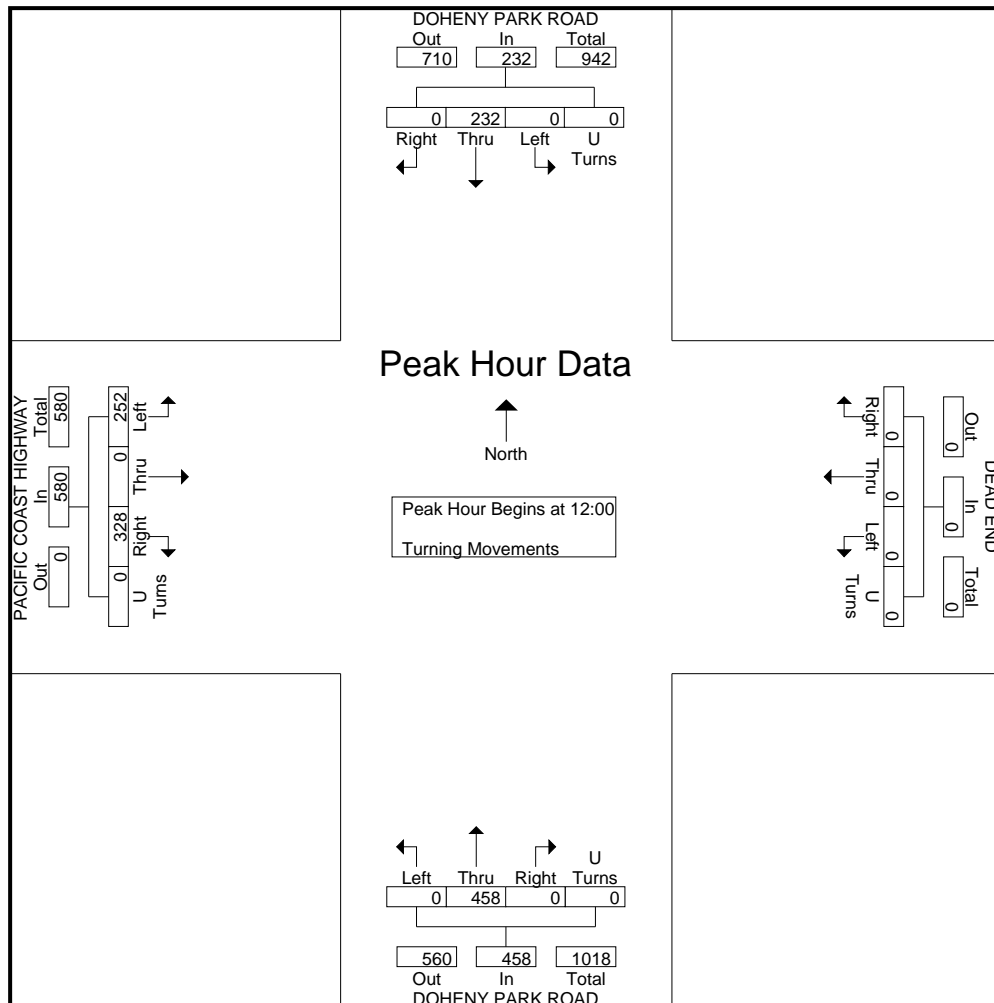 DOHENY PARK ROAD
Out In Total
710 232 942
0 232 0 0
Right Thru Left U
Turns
Peak Hour Data
North
Peak Hour Begins at 12:00
Turning Movements
PACIFIC COAST HIGHWAY
Out In Total
0 580 580
252 0 328 0
Left Thru Right U
Turns
DEAD END
Out In Total
0 0 0
0 0 0 0
Right Thru Left U
Turns
U
Left Thru Right Turns
0 458 0 0
560 458 1018
Out In Total
DOHENY PARK ROAD